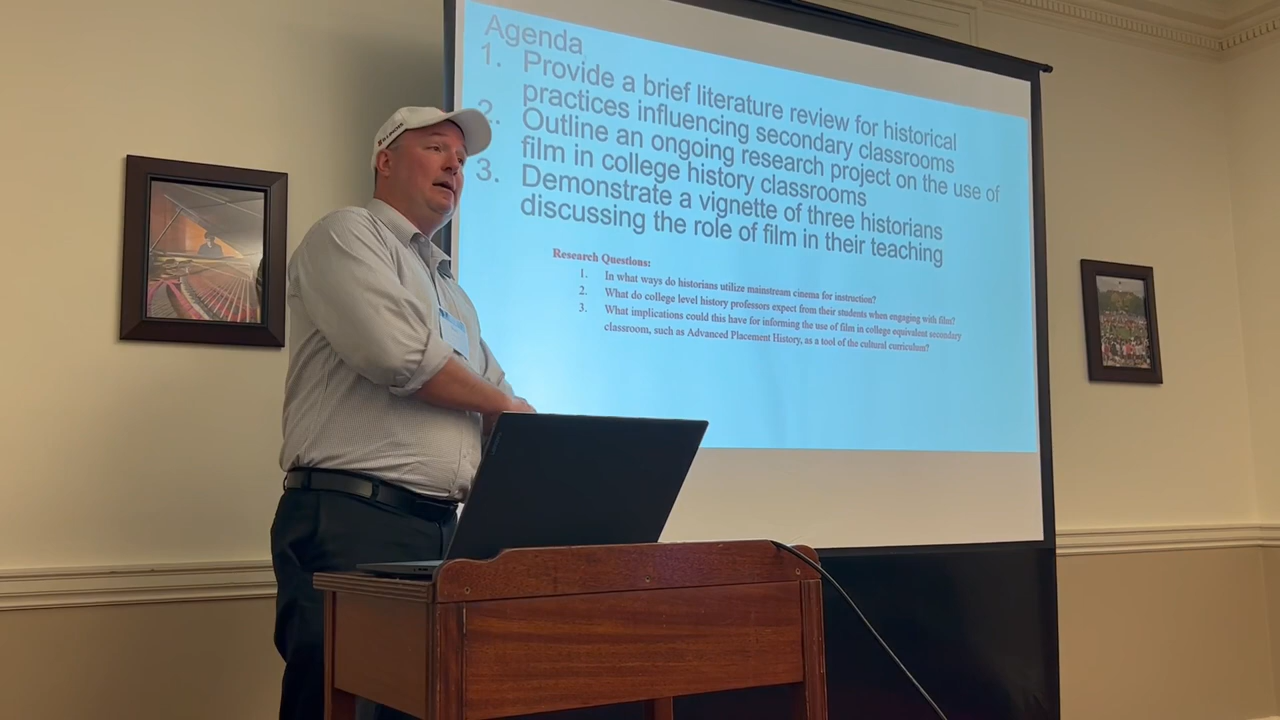 Agenda
1. Provide a brief literature review for historical
practices influencing secondary classrooms
2. Outline an ongoing research project on the use of
film in college history classrooms
3. Demonstrate a vignette of three historians
discussing the role of film in their teaching
Research Questions:
1. In what ways do historians utilize mainstream cinema for instruction?
2. What do college level history professors expect from their students when engaging with film?
3. What implications could this have for informing the use of film in college equivalent secondary
classroom, such as Advanced Placement History, as a tool of the cultural curriculum?
ILLINOIS
Lenovo